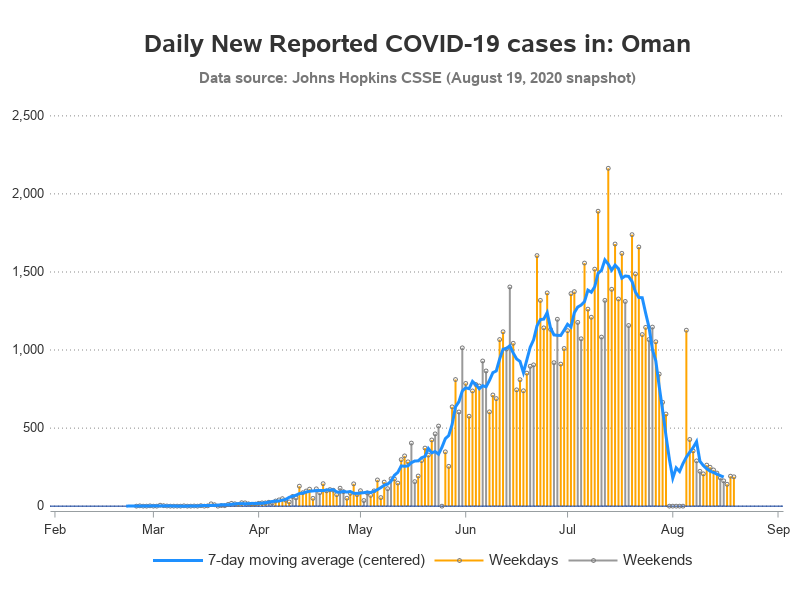 Daily New Reported COVID-19 cases in: Oman
Data source: Johns Hopkins CSSE (August 19, 2020 snapshot)
2,500
2,000
1,500
1,000
500
0
Feb Mar Apr May Jun Jul Aug Sep
7-day moving average (centered) Weekdays Weekends